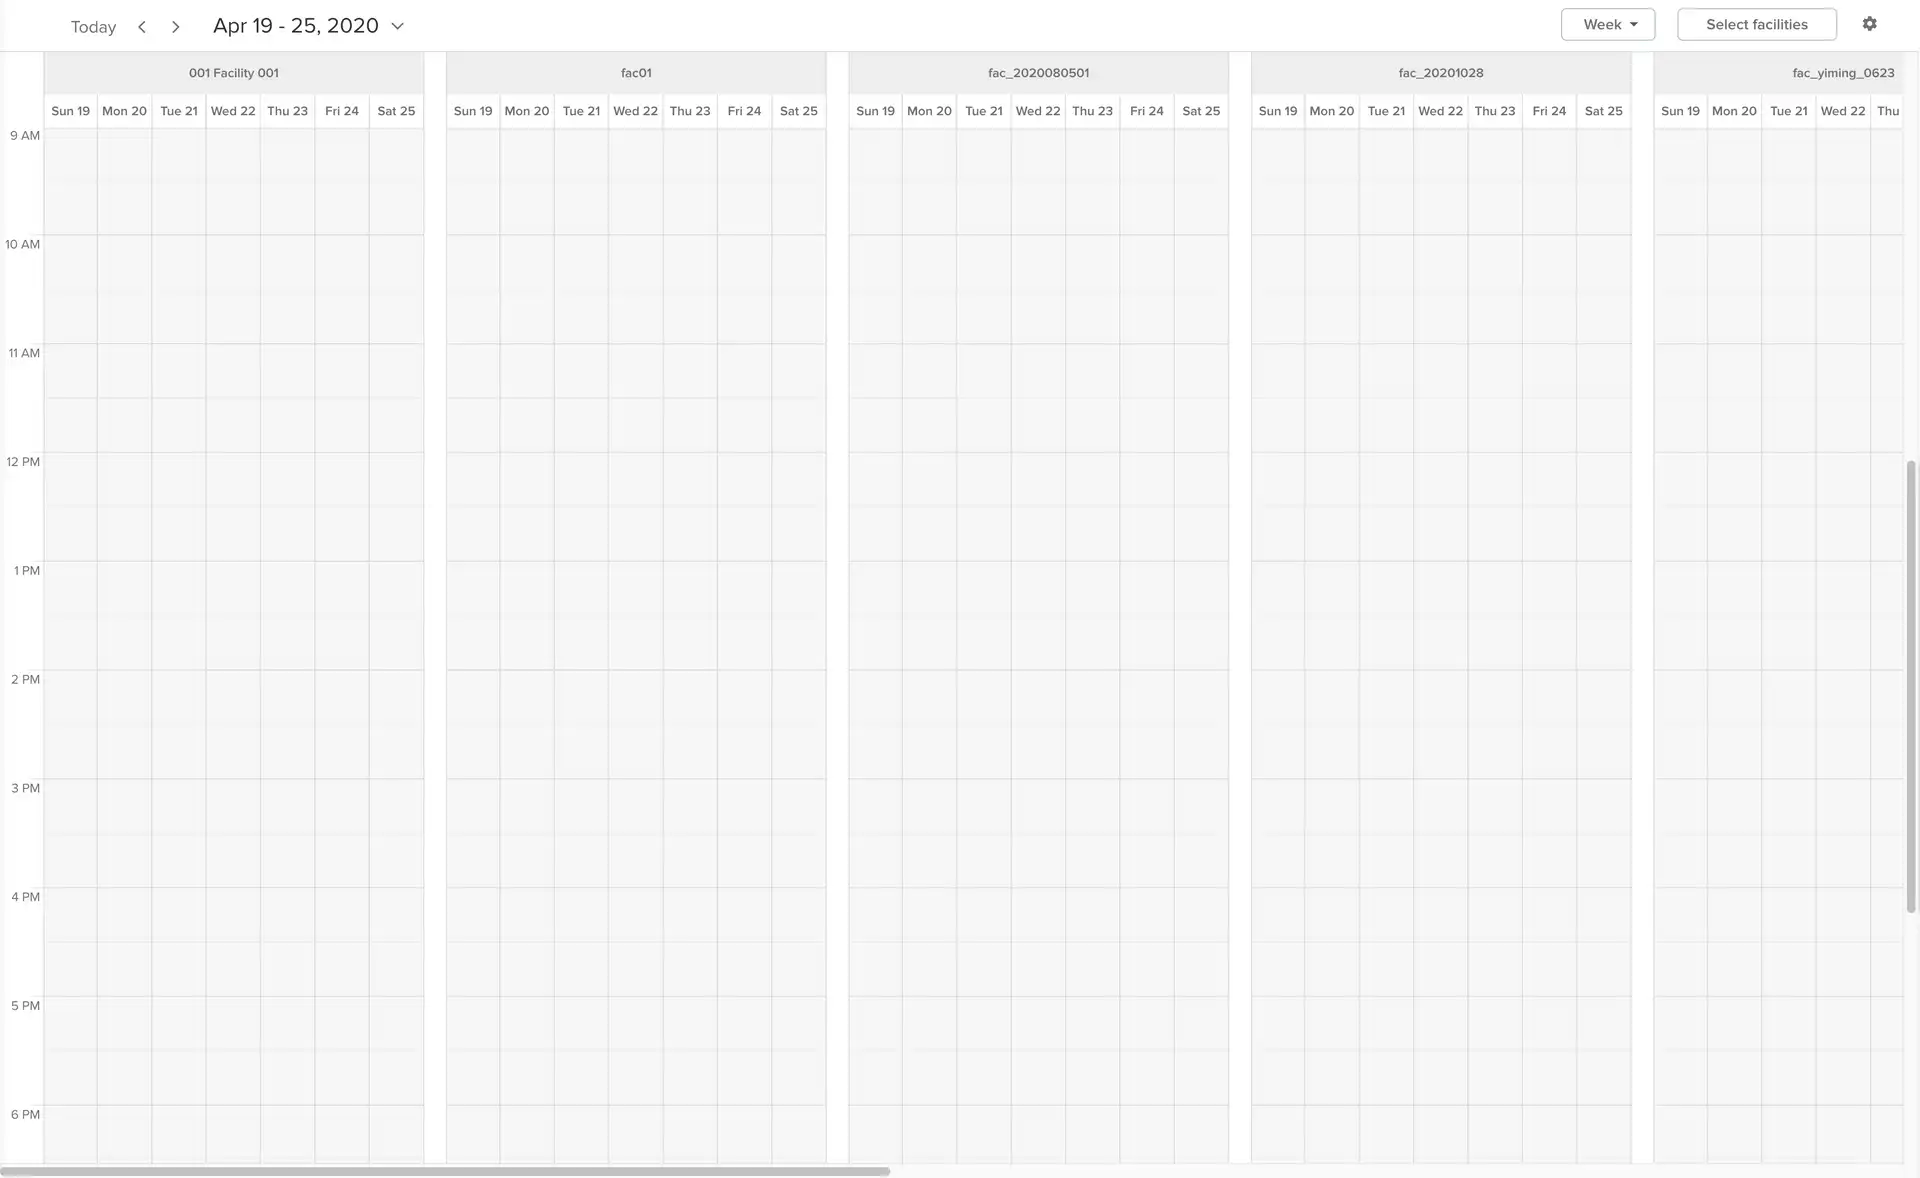 Today Apr 19 - 25, 2020 Week Select facilities
001 Facility 001 fac01 fac_2020080501 fac_20201028 fac_yiming_0623
Sun 19 Mon 20 Tue 21 Wed 22 Thu 23 Fri 24 Sat 25 Sun 19 Mon 20 Tue 21 Wed 22 Thu 23 Fri 24 Sat 25 Sun 19 Mon 20 Tue 21 Wed 22 Thu 23 Fri 24 Sat 25 Sun 19 Mon 20 Tue 21 Wed 22 Thu 23 Fri 24 Sat 25 Sun 19 Mon 20 Tue 21 Wed 22 Thu
9 AM
10 AM
11 AM
12 PM
1 PM
2 PM
3 PM
4 PM
5 PM
6 PM